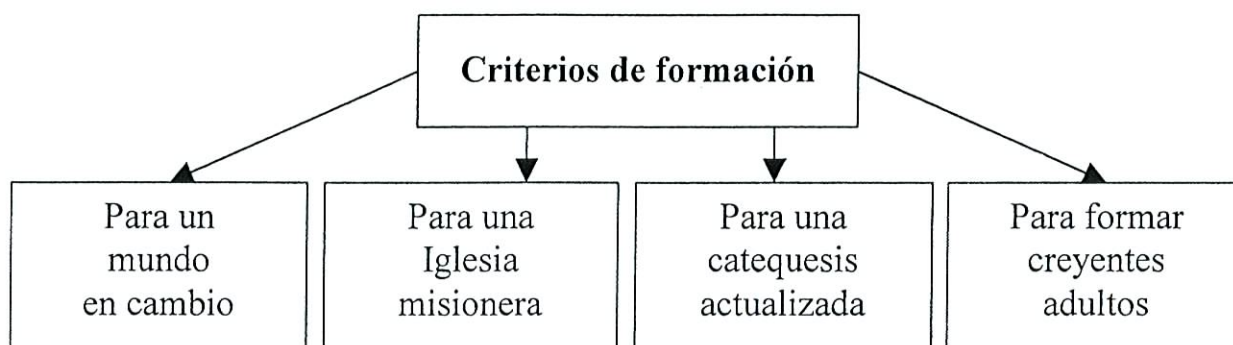 Criterios de formación
Para un
mundo
en cambio
Para una
Iglesia
misionera
Para una
catequesis
actualizada
Para formar
creyentes
adultos